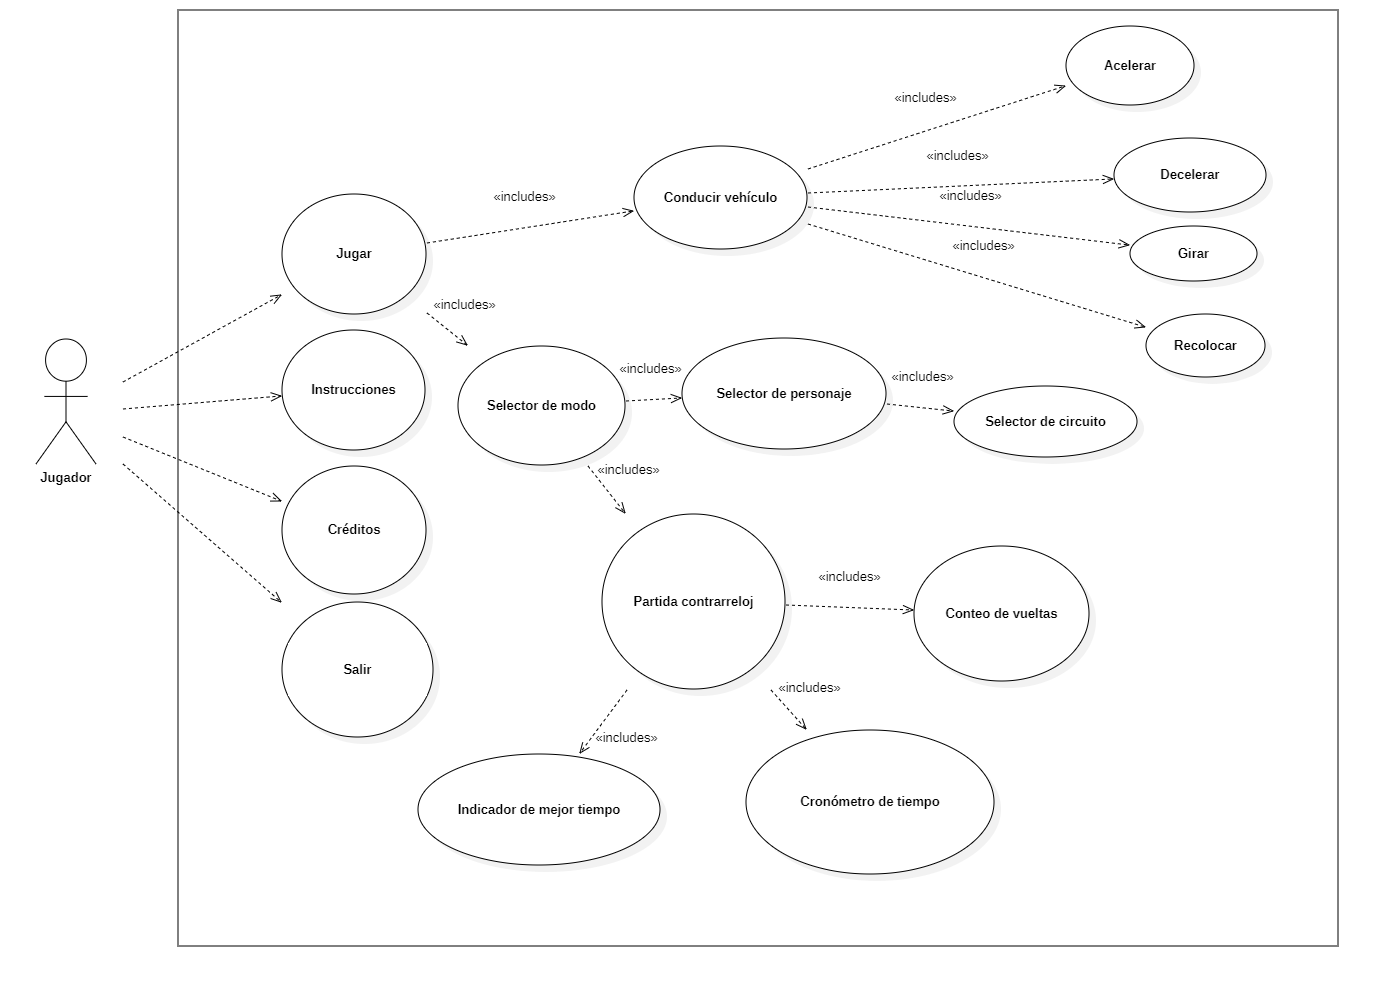 Acelerar
«includes»
«includes»
Decelerar
«includes»
«includes»
Conducir vehículo
«includes»
Jugar
Girar
«includes»
«includes»
Recolocar
«includes»
«includes»
Instrucciones
Selector de modo
Selector de personaje
Selector de circuito
Jugador
«includes»
Créditos
«includes»
Partida contrarreloj
Conteo de vueltas
Salir
«includes»
«includes»
Indicador de mejor tiempo
Cronómetro de tiempo